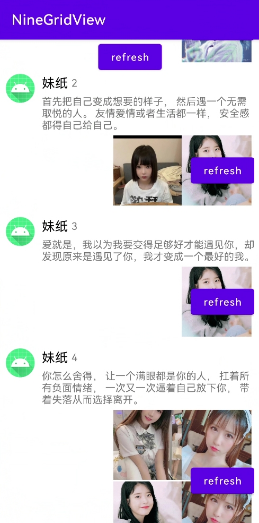 NineGridView
refresh
妹纸 2
首先把自己变成想要的样子， 然后遇一个无需
取悦的人。 友情爱情或者生活都一样， 安全感
都得自己给自己。
refresh
妹纸 3
爱就是，我以为我要变得足够好才能遇见你，却
发现原来是遇见了你，我才变成一个最好的我。
refresh
妹纸 4
你怎么舍得， 让一个满眼都是你的人， 扛着所
有负面情绪， 一次又一次逼着自己放下你， 带
着失落从而选择离开。
refresh